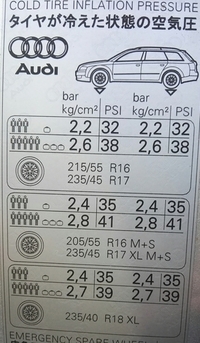 COLD TIRE INFLATION PRESSURE
タイヤが冷えた状態の空気圧
Audi
bar bar
kg/cm² PSI kg/cm² PSI
2,2 32 2,2 32
2,6 38 2,6 38
215/55 R16
235/45 R17
2,4 35 2,4 35
2,8 41 2,8 41
205/55 R16 M+S
235/45 R17 XL M+S
2,4 35 2,4 35
2,7 39 2,7 39
235/40 R18 XL
EMERGENCY SPARE WHEEL